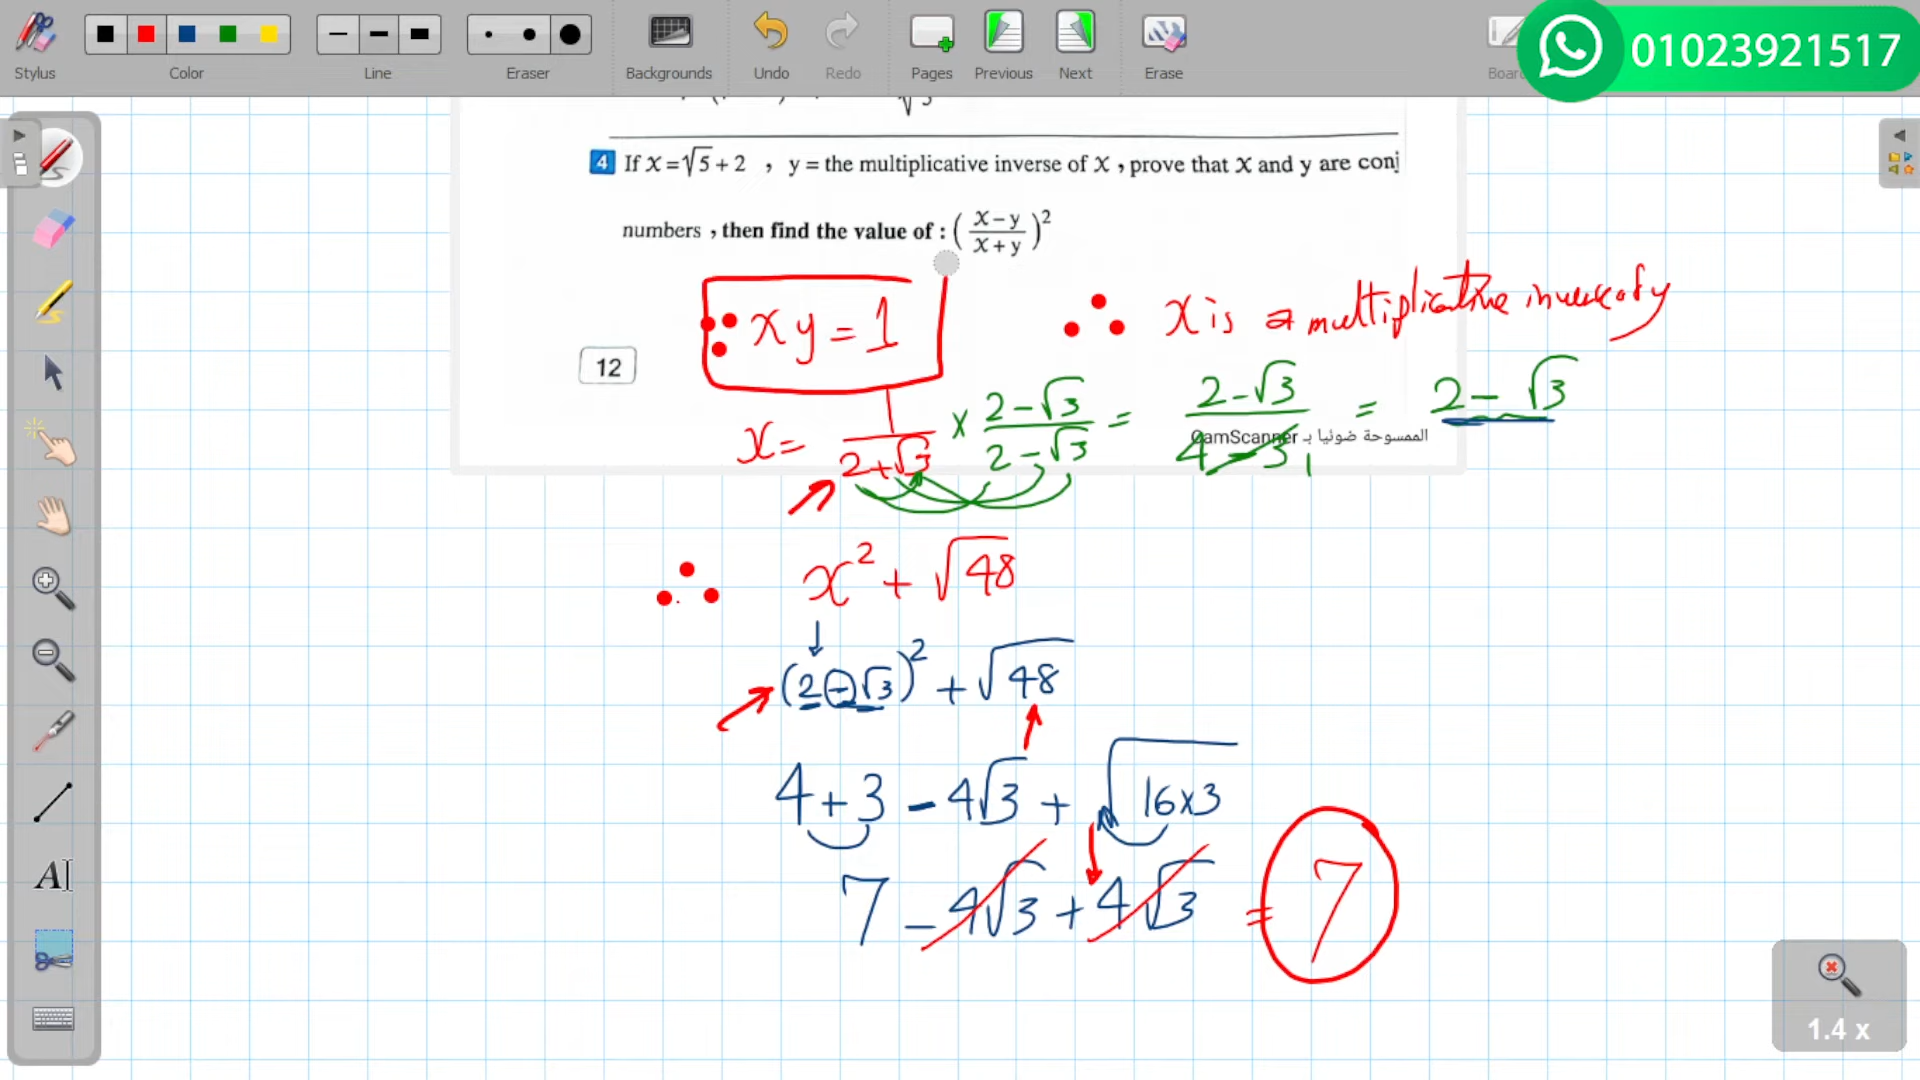 Stylus Color Line Eraser Backgrounds Undo Redo Pages Previous Next Erase
01023921517
4 If x = √5 + 2 , y = the multiplicative inverse of x , prove that x and y are conj
numbers , then find the value of : ( (x − y)/(x + y) )²
∵ xy = 1
∴ x is a multiplicative inverse of y
12
x = 1/(2 + √3) × (2 − √3)/(2 − √3) = (2 − √3)/(4 − 3) 1 = 2 − √3
الممسوحة ضوئيا بـ CamScanner
∴ x² + √48
(2 − √3)² + √48
4 + 3 − 4√3 + √(16×3)
7 − 4√3 + 4√3 = 7
AI
1.4 x